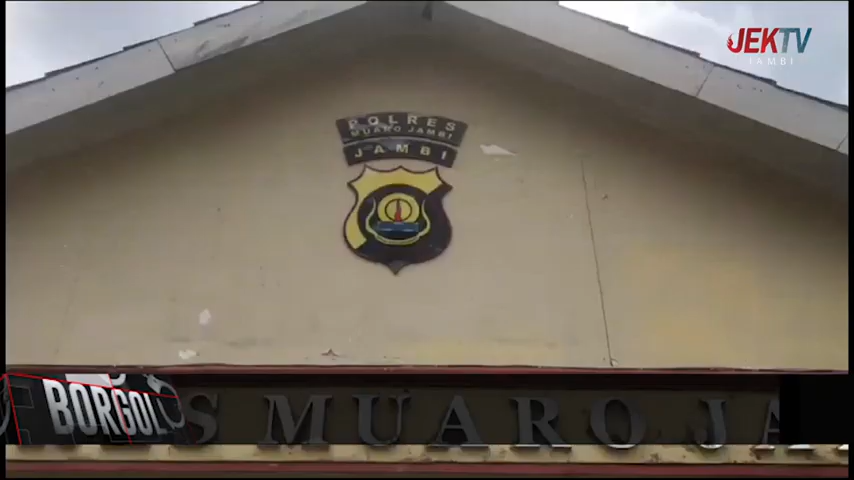 JEKTV
JAMBI
POLRES
MUARO JAMBI
JAMBI
BORGOL
S MUARO JA